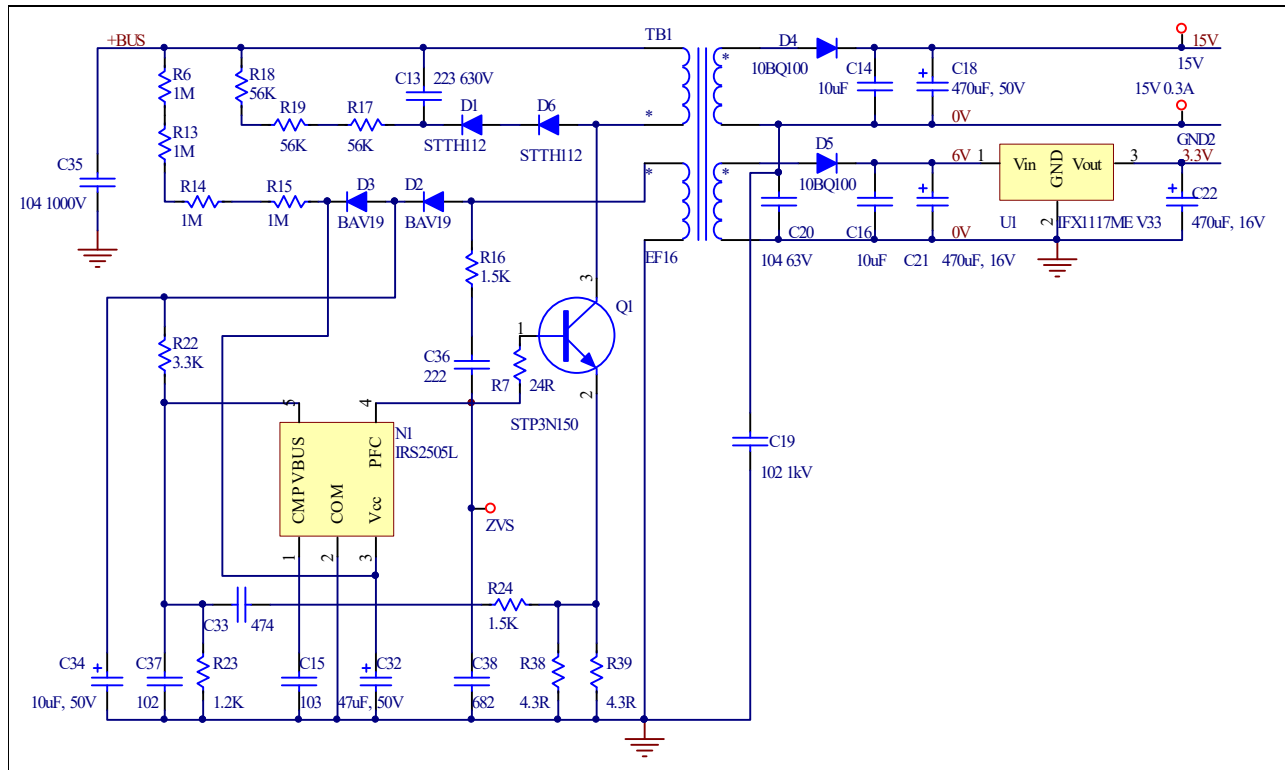 +BUS
TB1
D4
10BQ100
C14
10uF
C18
470uF, 50V
15V
15V
15V 0.3A
0V
GND2
R6
1M
R18
56K
C13
223 630V
R19
56K
R17
56K
D1
STTH112
D6
STTH112
*
*
R13
1M
C35
104 1000V
R14
1M
R15
1M
D3
BAV19
D2
BAV19
*
*
D5
10BQ100
6V
1
Vin
GND
Vout
3
3.3V
2
U1
IFX1117ME V33
C22
470uF, 16V
C20
104 63V
C16
10uF
0V
C21
470uF, 16V
EF16
R16
1.5K
3
Q1
1
2
STP3N150
R22
3.3K
C36
222
R7
24R
5
4
N1
IRS2505L
CMP
VBUS
COM
PFC
Vcc
1
2
3
ZVS
C19
102 1kV
C33
474
R24
1.5K
C34
10uF, 50V
C37
102
R23
1.2K
C15
103
C32
47uF, 50V
C38
682
R38
4.3R
R39
4.3R